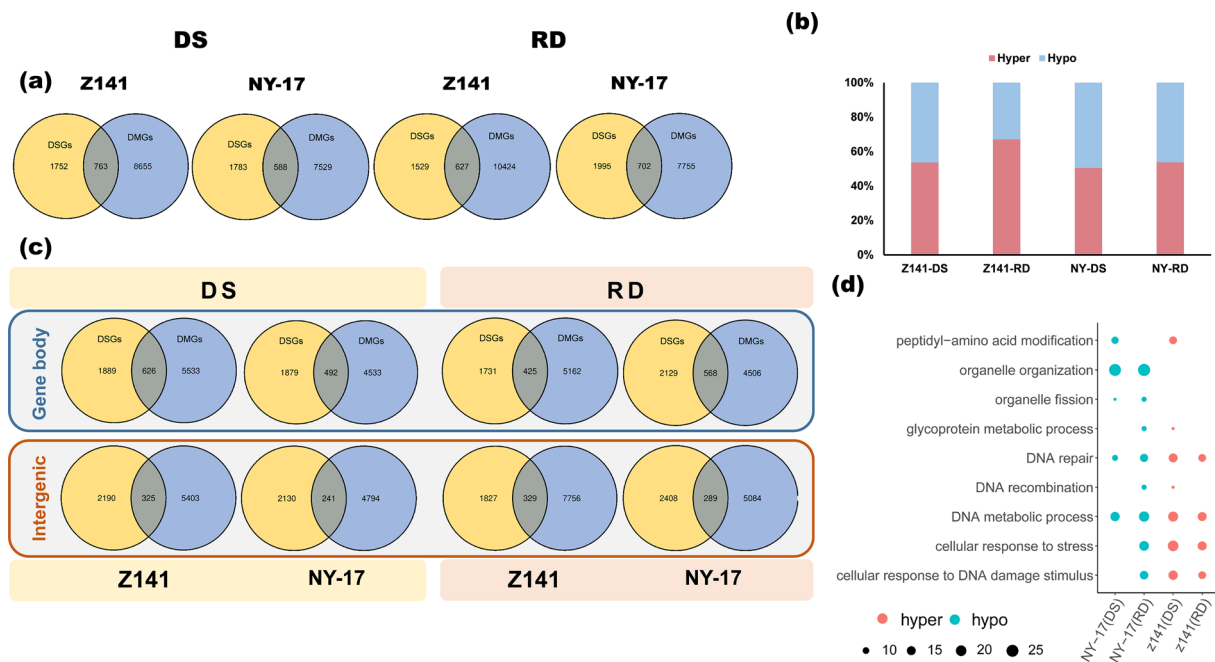 DS RD
(a)
Z141 NY-17 Z141 NY-17
DSGs DMGs DSGs DMGs DSGs DMGs DSGs DMGs
1752 763 8655 1783 588 7529 1529 627 10424 1995 702 7755
(b)
Hyper Hypo
100%
80%
60%
40%
20%
0%
Z141-DS Z141-RD NY-DS NY-RD
(c)
DS RD
Gene body
DSGs DMGs DSGs DMGs DSGs DMGs DSGs DMGs
1889 626 5533 1879 492 4533 1731 425 5162 2129 568 4506
Intergenic
2190 325 5403 2130 241 4794 1827 329 7756 2408 289 5084
Z141 NY-17 Z141 NY-17
(d)
peptidyl−amino acid modification
organelle organization
organelle fission
glycoprotein metabolic process
DNA repair
DNA recombination
DNA metabolic process
cellular response to stress
cellular response to DNA damage stimulus
NY−17(DS)
NY−17(RD)
z141(DS)
z141(RD)
hyper hypo
10 15 20 25